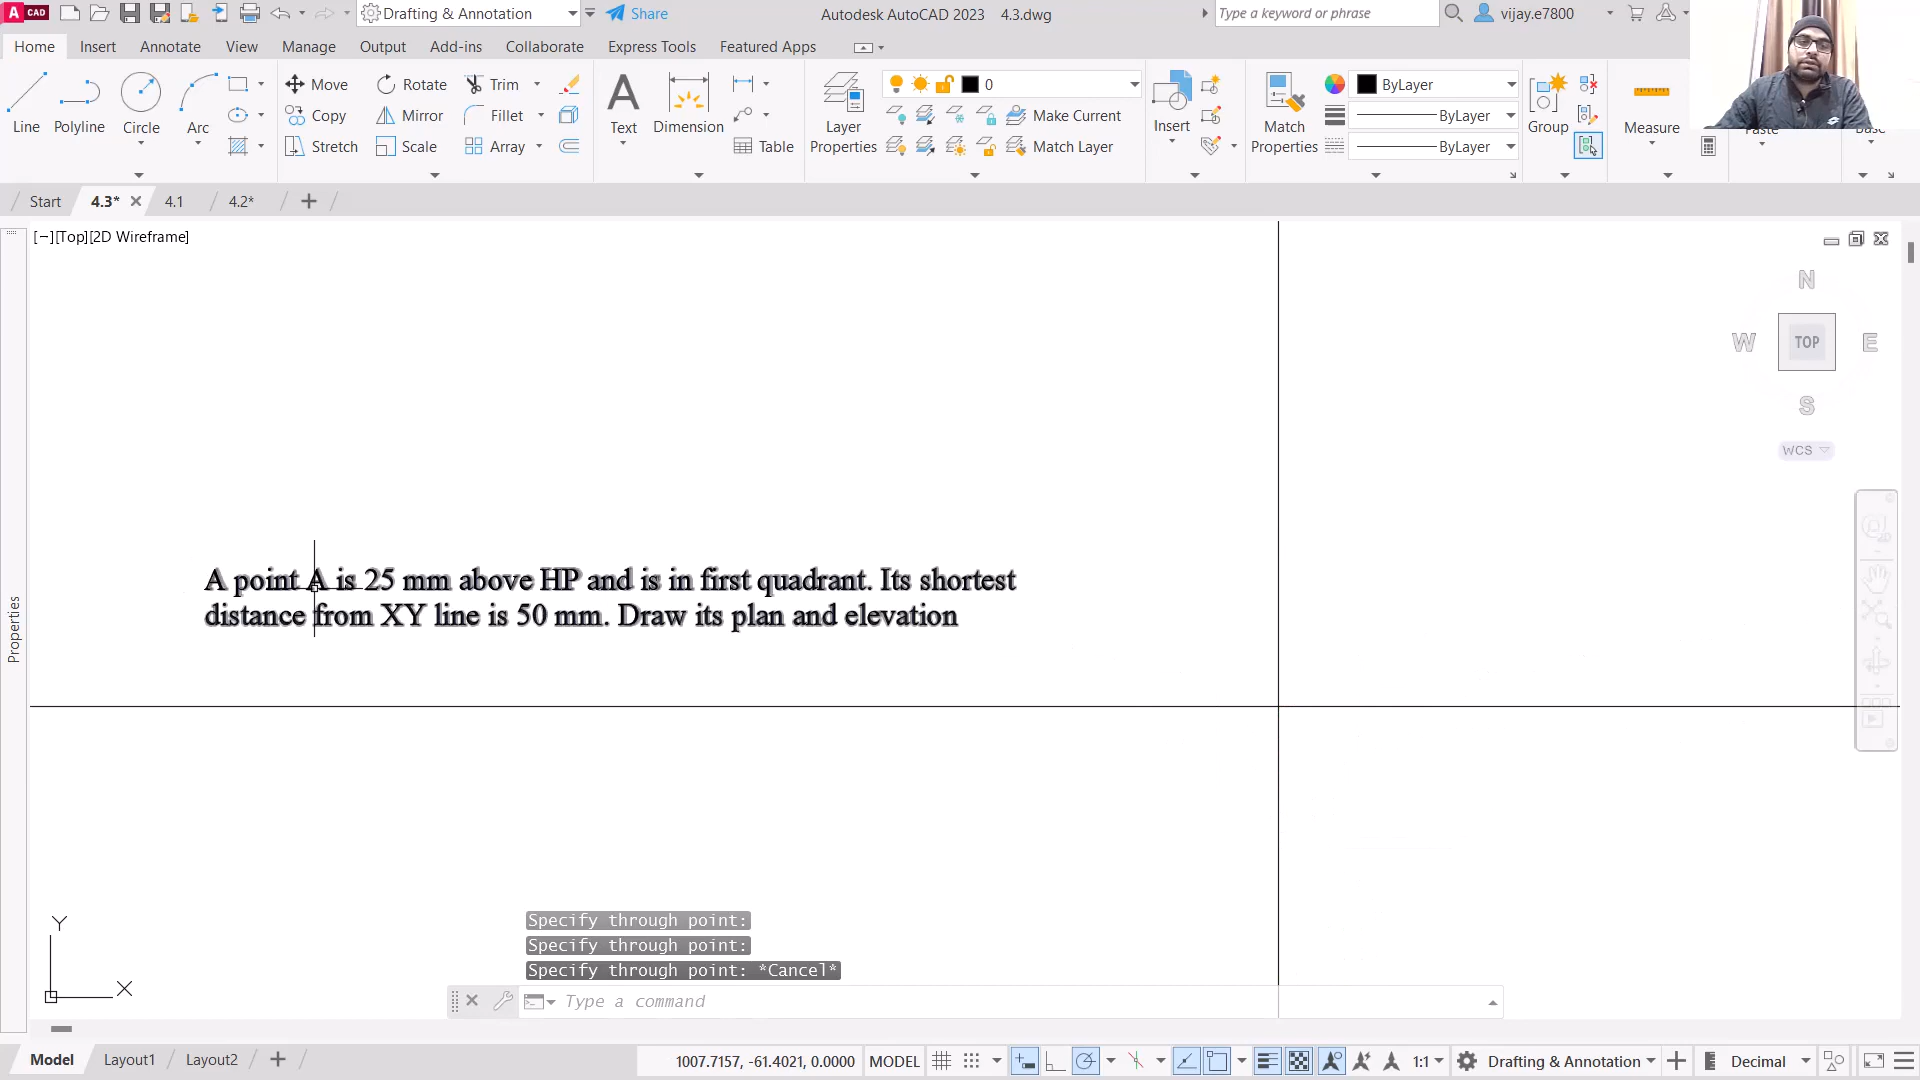 A CAD Drafting & Annotation Share Autodesk AutoCAD 2023 4.3.dwg Type a keyword or phrase vijay.e7800
Home Insert Annotate View Manage Output Add-ins Collaborate Express Tools Featured Apps
Line Polyline Circle Arc
Move Rotate Trim
Copy Mirror Fillet
Stretch Scale Array
Text Dimension Table
Layer Properties
0
Make Current
Match Layer
Insert
Match Properties
ByLayer
ByLayer
ByLayer
Group Measure Paste
Start 4.3* 4.1 4.2*
[−][Top][2D Wireframe]
N
W TOP E
S
WCS
Properties
A point A is 25 mm above HP and is in first quadrant. Its shortest
distance from XY line is 50 mm. Draw its plan and elevation
Y
X
Specify through point:
Specify through point:
Specify through point: *Cancel*
Type a command
Model Layout1 Layout2 1007.7157, -61.4021, 0.0000 MODEL 1:1 Drafting & Annotation Decimal